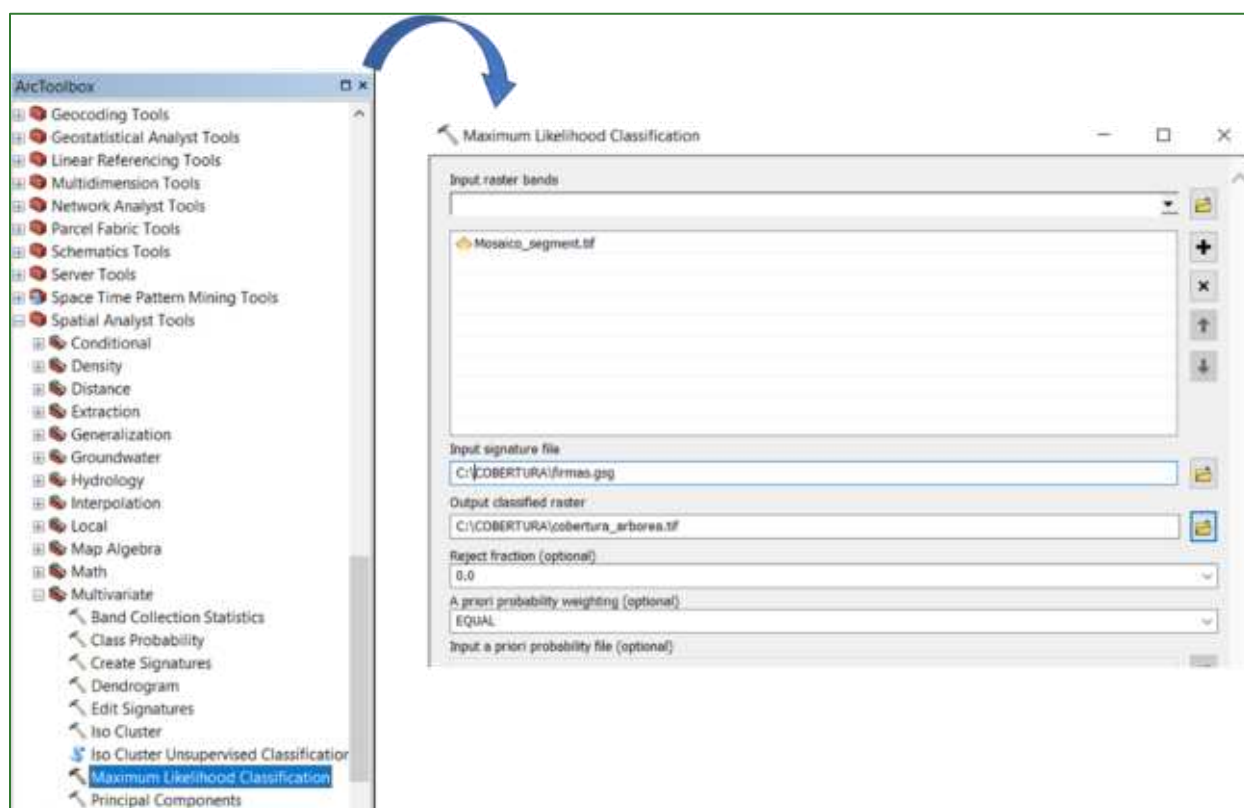 ArcToolbox
Geocoding Tools
Geostatistical Analyst Tools
Linear Referencing Tools
Multidimension Tools
Network Analyst Tools
Parcel Fabric Tools
Schematics Tools
Server Tools
Space Time Pattern Mining Tools
Spatial Analyst Tools
Conditional
Density
Distance
Extraction
Generalization
Groundwater
Hydrology
Interpolation
Local
Map Algebra
Math
Multivariate
Band Collection Statistics
Class Probability
Create Signatures
Dendrogram
Edit Signatures
Iso Cluster
Iso Cluster Unsupervised Classification
Maximum Likelihood Classification
Principal Components
Maximum Likelihood Classification
Input raster bands
Mosaico_segment.tif
Input signature file
C:\COBERTURA\firmas.gsg
Output classified raster
C:\COBERTURA\cobertura_arborea.tif
Reject fraction (optional)
0,0
A priori probability weighting (optional)
EQUAL
Input a priori probability file (optional)